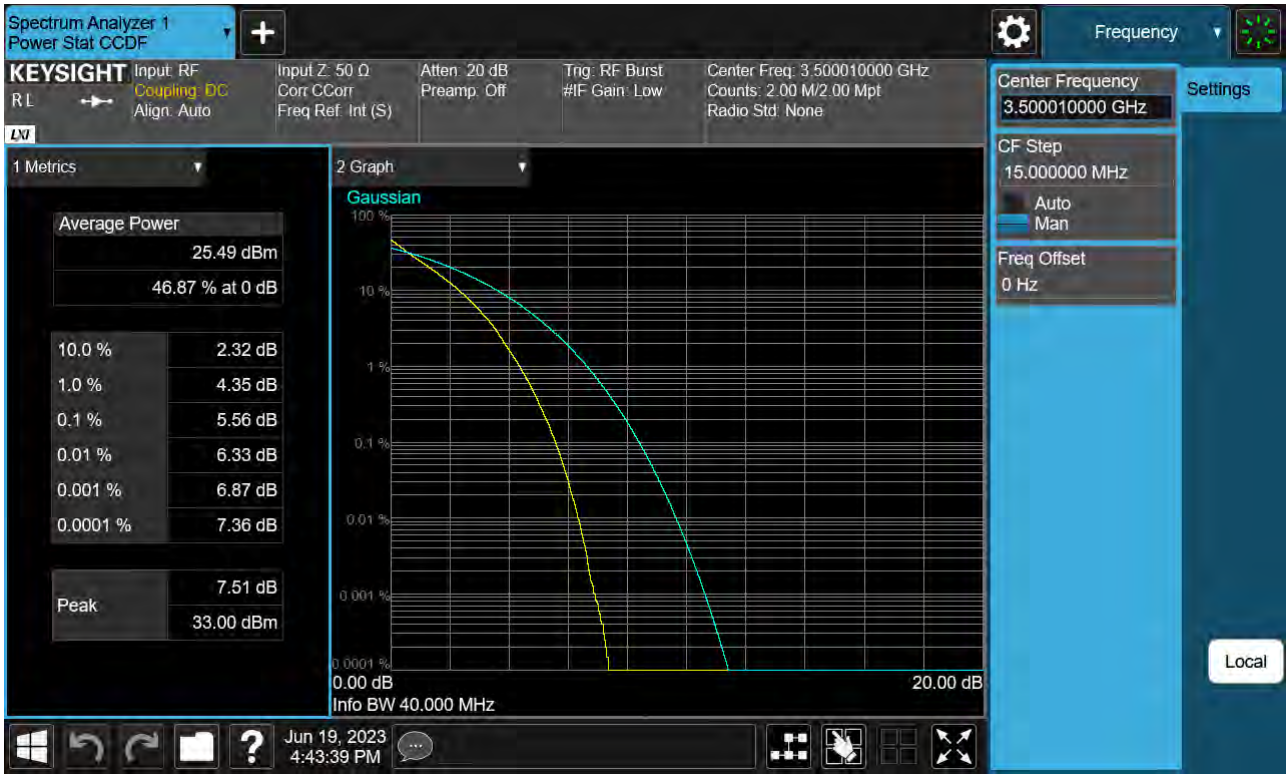 Spectrum Analyzer 1
Power Stat CCDF
+
Frequency
KEYSIGHT
RL
LXI
Input: RF
Coupling: DC
Align: Auto
Input Z: 50 Ω
Corr CCorr
Freq Ref: Int (S)
Atten: 20 dB
Preamp: Off
Trig: RF Burst
#IF Gain: Low
Center Freq: 3.500010000 GHz
Counts: 2.00 M/2.00 Mpt
Radio Std: None
Center Frequency
3.500010000 GHz
Settings
CF Step
15.000000 MHz
Auto
Man
Freq Offset
0 Hz
1 Metrics
Average Power
25.49 dBm
46.87 % at 0 dB
10.0 % 2.32 dB
1.0 % 4.35 dB
0.1 % 5.56 dB
0.01 % 6.33 dB
0.001 % 6.87 dB
0.0001 % 7.36 dB
Peak
7.51 dB
33.00 dBm
2 Graph
Gaussian
100 %
10 %
1 %
0.1 %
0.01 %
0.001 %
0.0001 %
0.00 dB 20.00 dB
Info BW 40.000 MHz
Local
?
Jun 19, 2023
4:43:39 PM